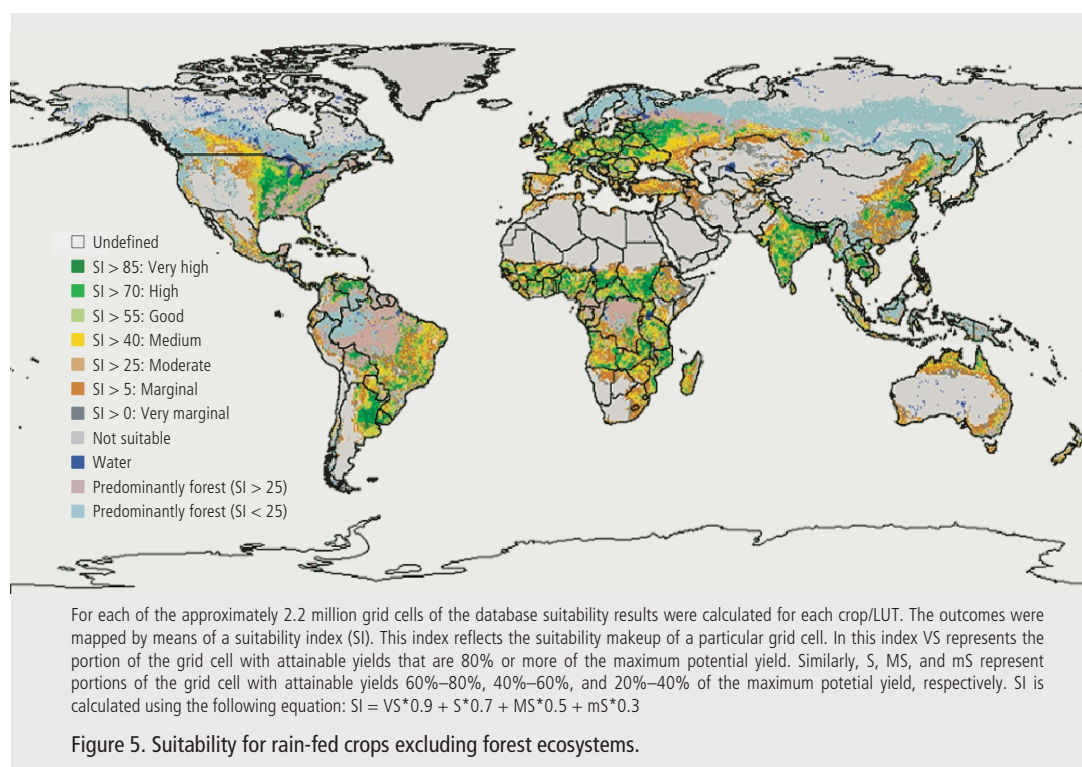 Undefined
SI > 85: Very high
SI > 70: High
SI > 55: Good
SI > 40: Medium
SI > 25: Moderate
SI > 5: Marginal
SI > 0: Very marginal
Not suitable
Water
Predominantly forest (SI > 25)
Predominantly forest (SI < 25)
For each of the approximately 2.2 million grid cells of the database suitability results were calculated for each crop/LUT. The outcomes were
mapped by means of a suitability index (SI). This index reflects the suitability makeup of a particular grid cell. In this index VS represents the
portion of the grid cell with attainable yields that are 80% or more of the maximum potential yield. Similarly, S, MS, and mS represent
portions of the grid cell with attainable yields 60%–80%, 40%–60%, and 20%–40% of the maximum potetial yield, respectively. SI is
calculated using the following equation: SI = VS*0.9 + S*0.7 + MS*0.5 + mS*0.3
Figure 5. Suitability for rain-fed crops excluding forest ecosystems.